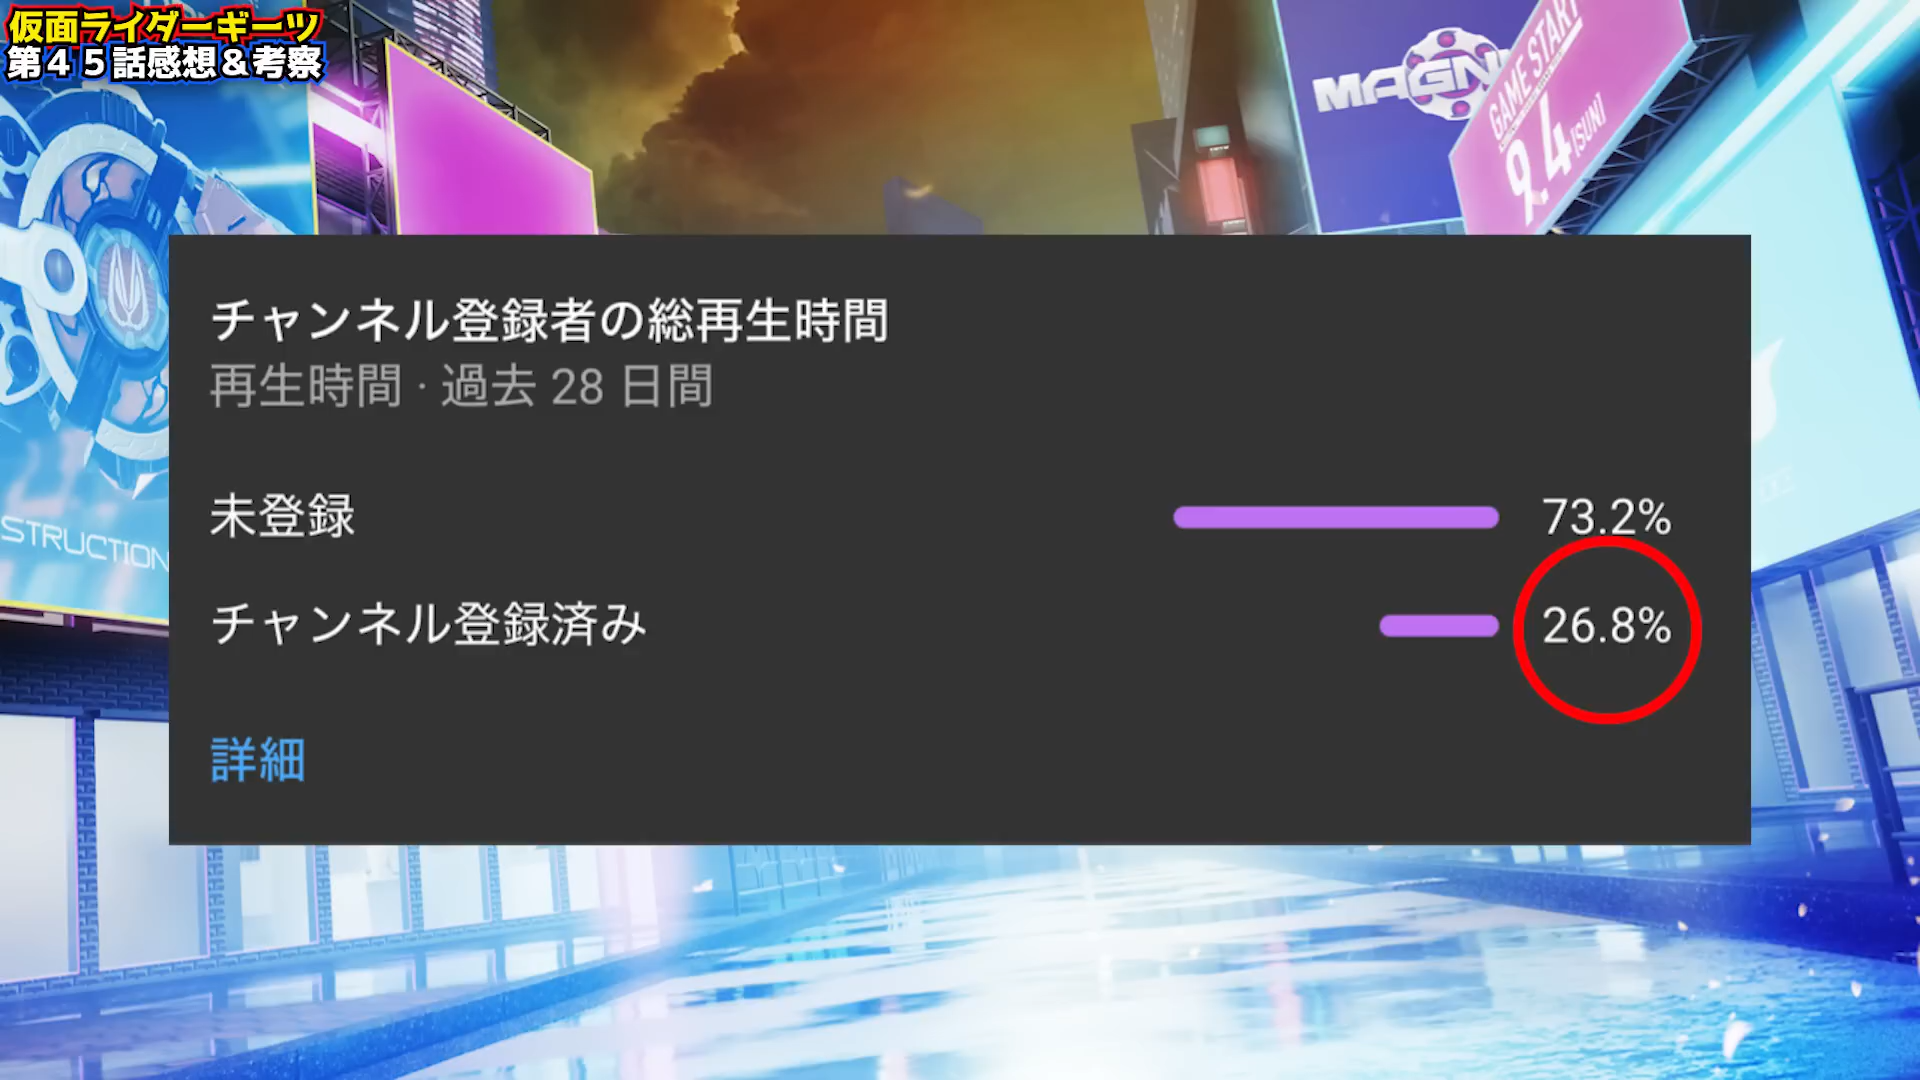 仮面ライダーギーツ
第４５話感想＆考察
MAGN
GAME START
9.4[SUN]
STRUCTION
チャンネル登録者の総再生時間
再生時間 · 過去 28 日間
未登録 73.2%
チャンネル登録済み 26.8%
詳細